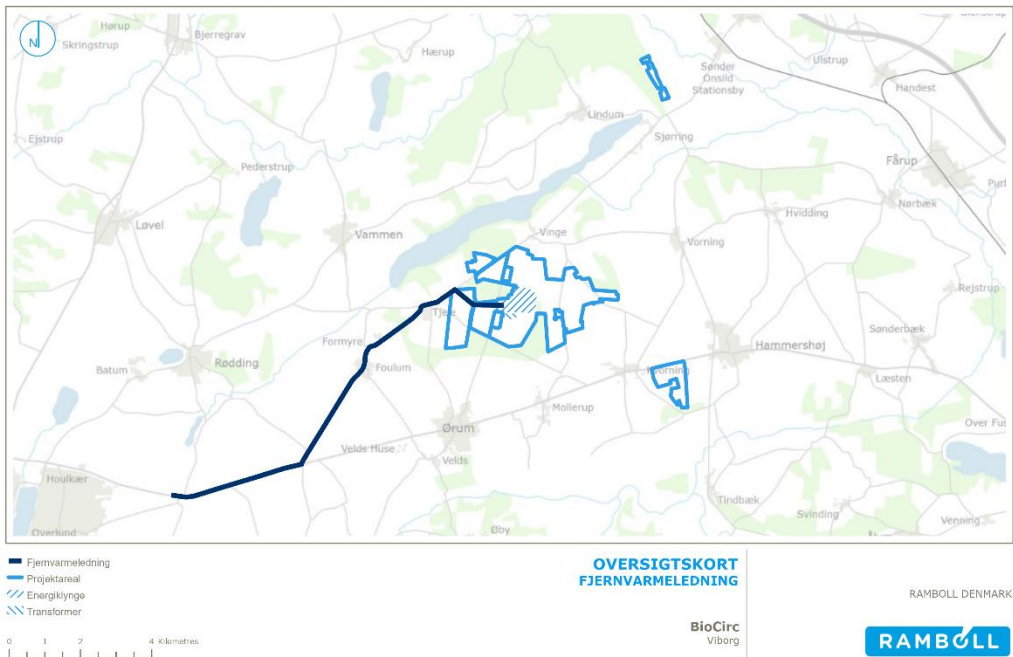 N
Hørup
Bjerregrav
Skringstrup
Hærup
Sønder
Onsild
Stationsby
Ulstrup
Handest
Lindum
Sjørring
Ejstrup
Pederstrup
Fårup
Nørbæk
Løvel
Vammen
Vinge
Vorning
Hvidding
Rejstrup
Tjele
Formyre
Sønderbæk
Hammershøj
Batum
Rødding
Foulum
Kvorning
Læsten
Mollerup
Ørum
Velds Huse
Velds
Over Fu
Houlkær
Tindbæk
Svinding
Venning
Overlund
Øby
Fjernvarmeledning
Projektareal
Energiklynge
Transformer
0 1 2 4 Kilometres
OVERSIGTSKORT
FJERNVARMELEDNING
BioCirc
Viborg
RAMBOLL DENMARK
RAMBOLL